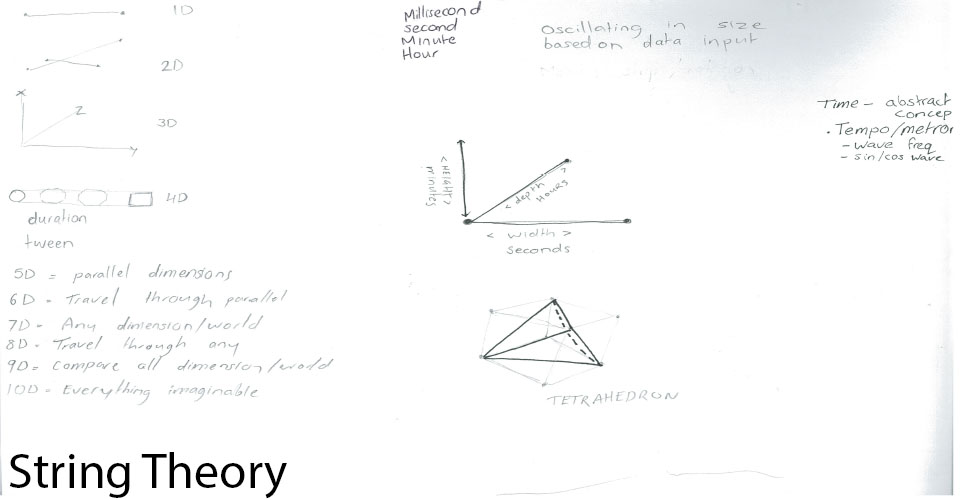 1D
2D
x
z
3D
y
4D
duration
tween
5D = parallel dimensions
6D - Travel through parallel
7D - Any dimension/world
8D - Travel through any
9D = Compare all dimension/world
10D - Everything imaginable
String Theory
Millisecond
second
Minute
Hour
Oscillating in size
based on data input
< HEIGHT >
minutes
< depth >
Hours
< width >
seconds
TETRAHEDRON
Time - abstract
concep
. Tempo/metron
- wave freq
- sin/cos wave